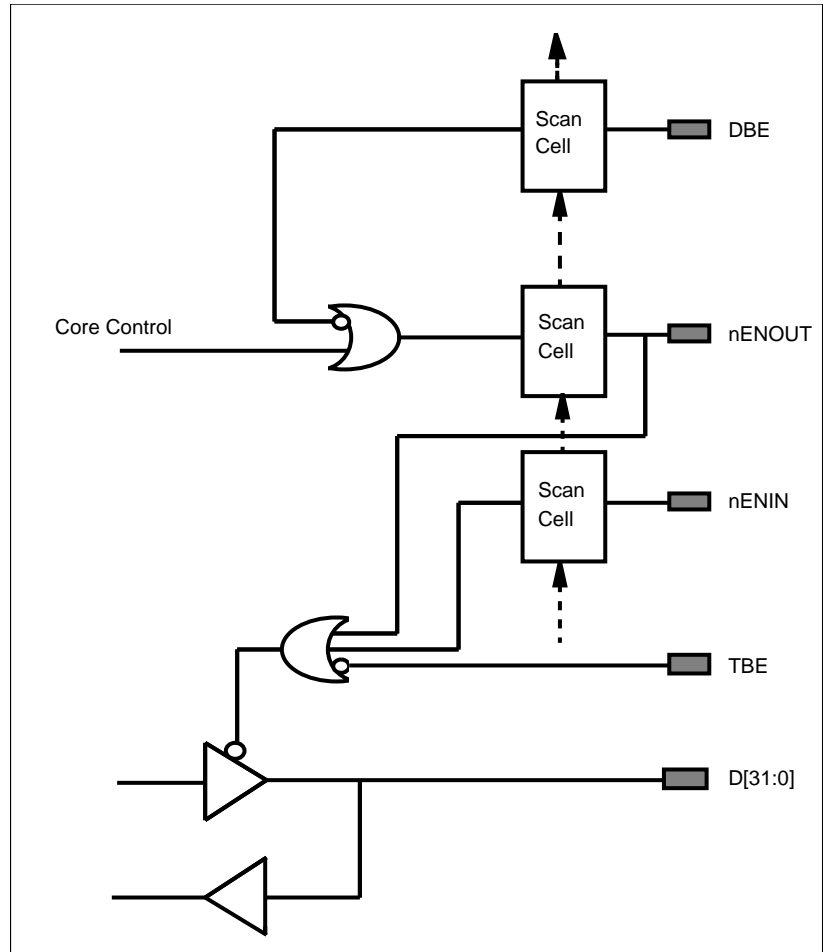 Scan
Cell
DBE
Core Control
Scan
Cell
nENOUT
Scan
Cell
nENIN
TBE
D[31:0]